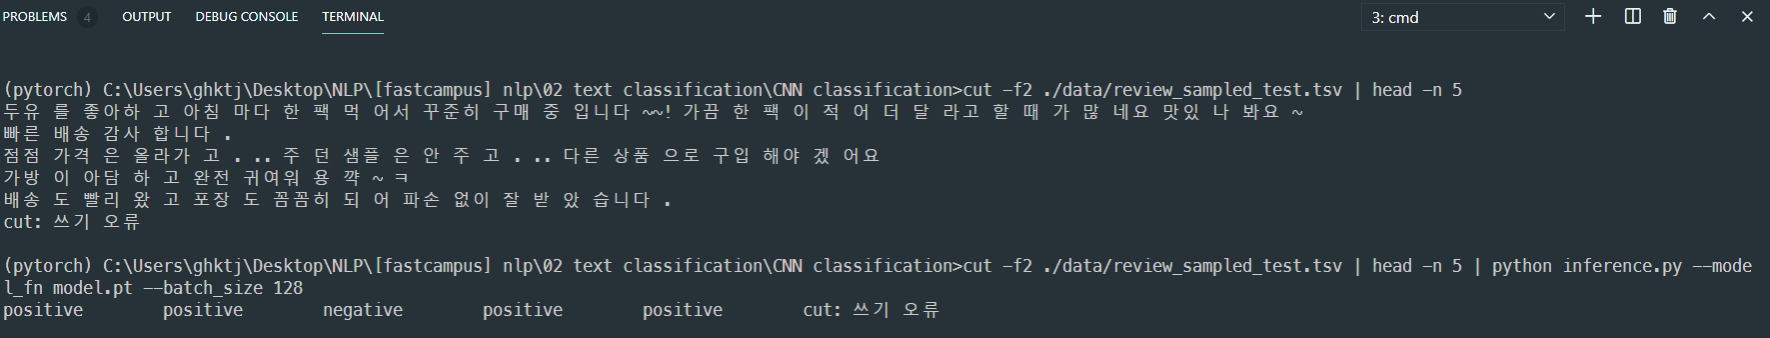 PROBLEMS 4 OUTPUT DEBUG CONSOLE TERMINAL 3: cmd
(pytorch) C:\Users\ghktj\Desktop\NLP\[fastcampus] nlp\02 text classification\CNN classification>cut -f2 ./data/review_sampled_test.tsv | head -n 5
두유 를 좋아하 고 아침 마다 한 팩 먹 어서 꾸준히 구매 중 입니다 ~~! 가끔 한 팩 이 적 어 더 달 라고 할 때 가 많 네요 맛있 나 봐요 ~
빠른 배송 감사 합니다 .
점점 가격 은 올라가 고 . .. 주 던 샘플 은 안 주 고 . .. 다른 상품 으로 구입 해야 겠 어요
가방 이 아담 하 고 완전 귀여워 용 꺅 ~ ㅋ
배송 도 빨리 왔 고 포장 도 꼼꼼히 되 어 파손 없이 잘 받 았 습니다 .
cut: 쓰기 오류
(pytorch) C:\Users\ghktj\Desktop\NLP\[fastcampus] nlp\02 text classification\CNN classification>cut -f2 ./data/review_sampled_test.tsv | head -n 5 | python inference.py --mode
l_fn model.pt --batch_size 128
positive positive negative positive positive cut: 쓰기 오류